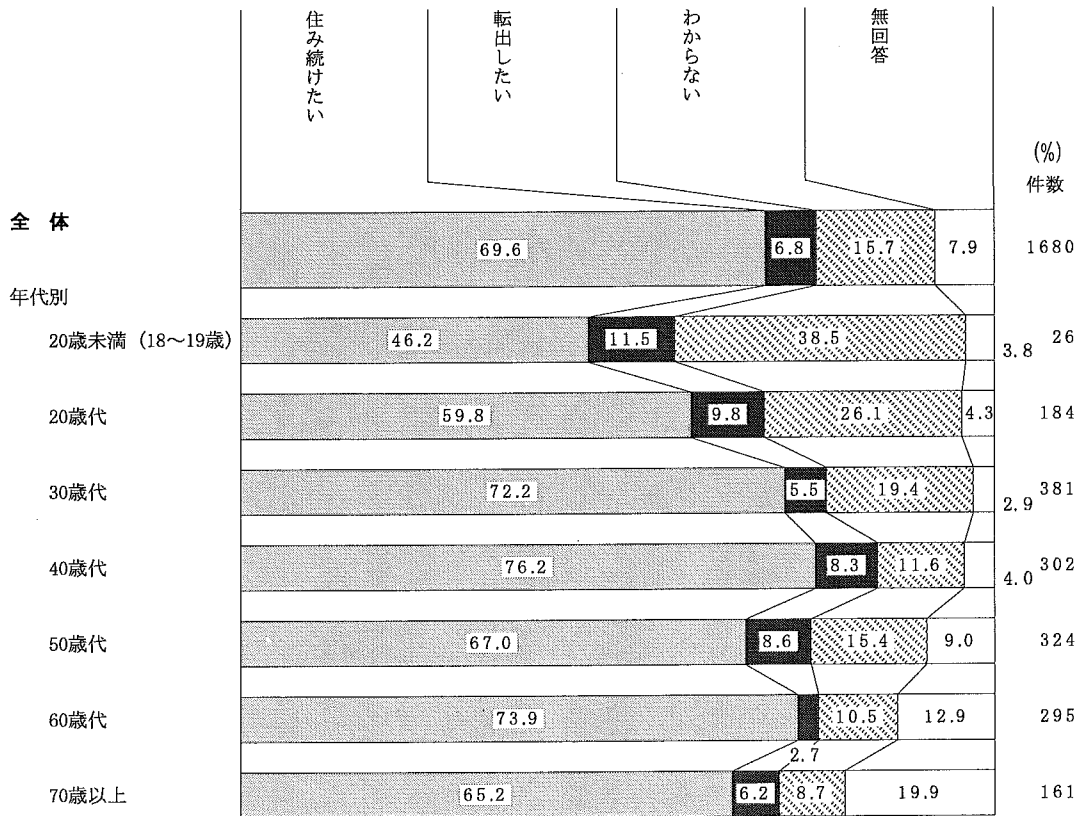 住み続けたい
転出したい
わからない
無回答
(%)
件数
全 体
69.6 6.8 15.7 7.9 1680
年代別
20歳未満 (18〜19歳) 46.2 11.5 38.5 3.8 26
20歳代 59.8 9.8 26.1 4.3 184
30歳代 72.2 5.5 19.4 2.9 381
40歳代 76.2 8.3 11.6 4.0 302
50歳代 67.0 8.6 15.4 9.0 324
60歳代 73.9 2.7 10.5 12.9 295
70歳以上 65.2 6.2 8.7 19.9 161